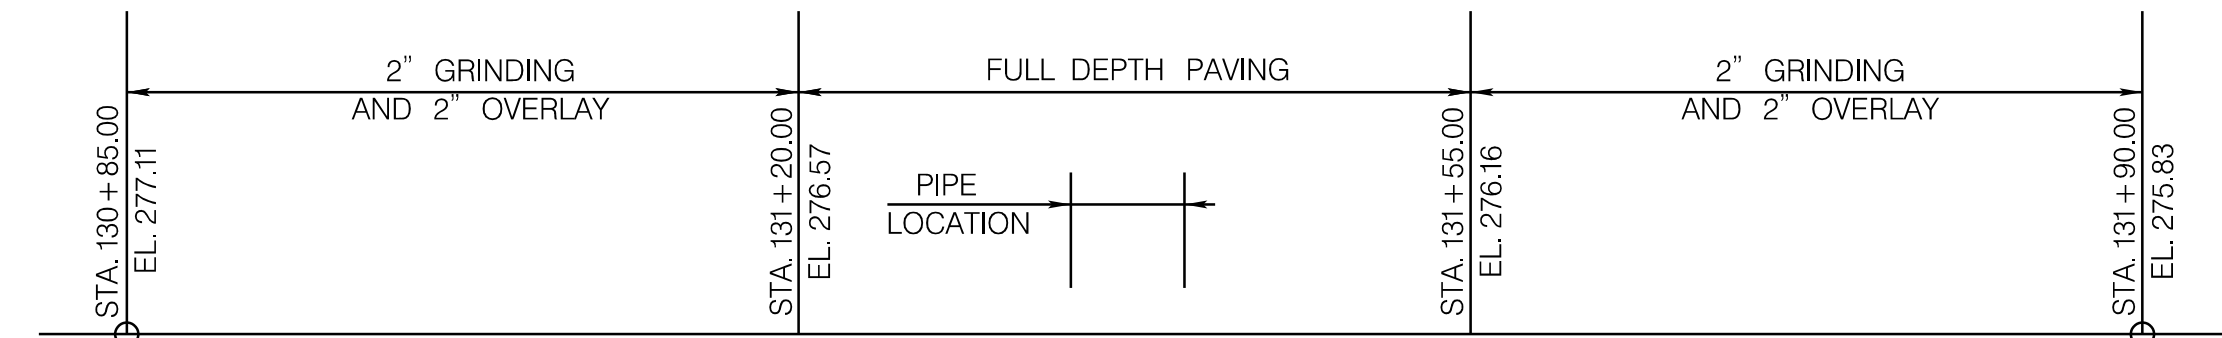 2” GRINDING
AND 2” OVERLAY
FULL DEPTH PAVING
2” GRINDING
AND 2” OVERLAY
STA. 130+85.00
EL. 277.11
STA. 131+20.00
EL. 276.57
PIPE
LOCATION
STA. 131+55.00
EL. 276.16
STA. 131+90.00
EL. 275.83